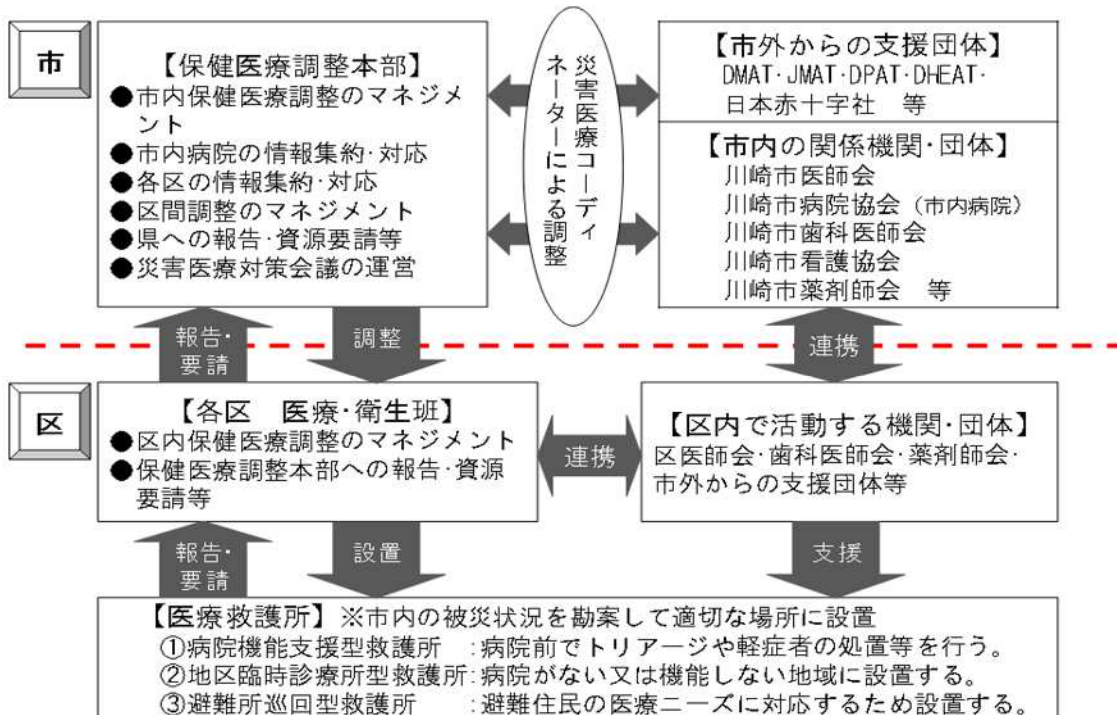 市
【保健医療調整本部】
●市内保健医療調整のマネジメ
ント
●市内病院の情報集約･対応
●各区の情報集約･対応
●区間調整のマネジメント
●県への報告･資源要請等
●災害医療対策会議の運営
災害医療コーディ
ネーターによる調整
【市外からの支援団体】
DMAT･JMAT･DPAT･DHEAT･
日本赤十字社 等
【市内の関係機関･団体】
川崎市医師会
川崎市病院協会（市内病院）
川崎市歯科医師会
川崎市看護協会
川崎市薬剤師会 等
報告･
要請
調整
連携
区
【各区 医療･衛生班】
●区内保健医療調整のマネジメント
●保健医療調整本部への報告･資源
要請等
連携
【区内で活動する機関･団体】
区医師会･歯科医師会･薬剤師会･
市外からの支援団体等
報告･
要請
設置
支援
【医療救護所】※市内の被災状況を勘案して適切な場所に設置
①病院機能支援型救護所 :病院前でトリアージや軽症者の処置等を行う。
②地区臨時診療所型救護所:病院がない又は機能しない地域に設置する。
③避難所巡回型救護所 :避難住民の医療ニーズに対応するため設置する。